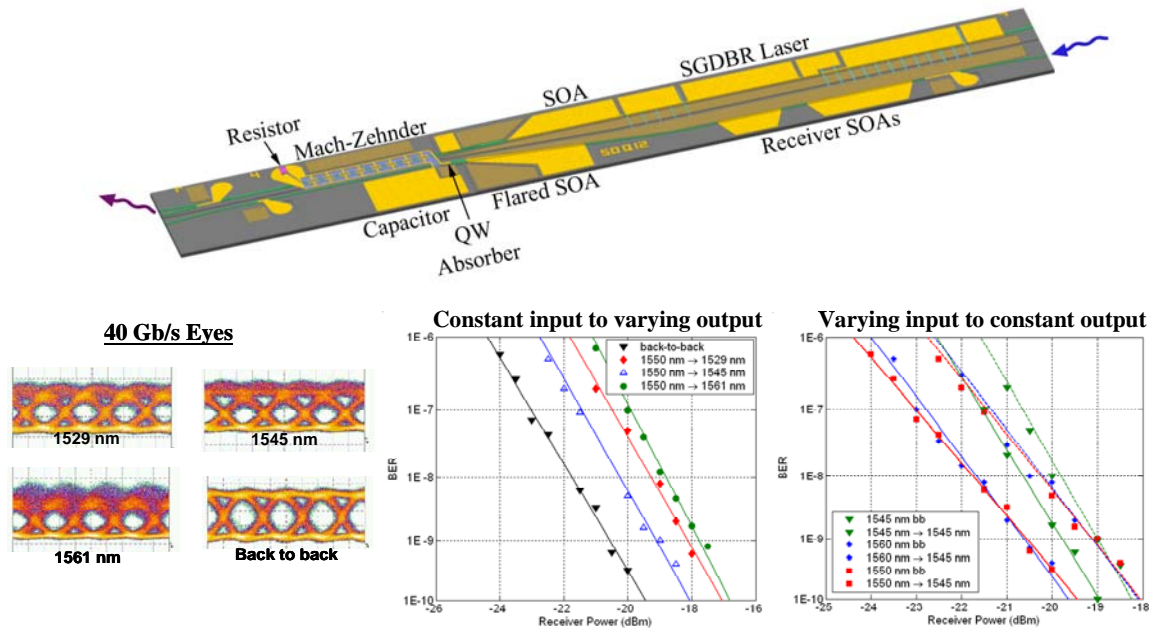 SGDBR Laser
SOA
Resistor
Mach-Zehnder
Receiver SOAs
Flared SOA
Capacitor
QW
Absorber
40 Gb/s Eyes
1529 nm
1545 nm
1561 nm
Back to back
Constant input to varying output
back-to-back
1550 nm → 1529 nm
1550 nm → 1545 nm
1550 nm → 1561 nm
BER
1E-6
1E-7
1E-8
1E-9
1E-10
-26 -24 -22 -20 -18 -16
Receiver Power (dBm)
Varying input to constant output
BER
1E-6
1E-7
1E-8
1E-9
1E-10
1545 nm bb
1545 nm → 1545 nm
1560 nm bb
1560 nm → 1545 nm
1550 nm bb
1550 nm → 1545 nm
-25 -24 -23 -22 -21 -20 -19 -18
Receiver Power (dBm)